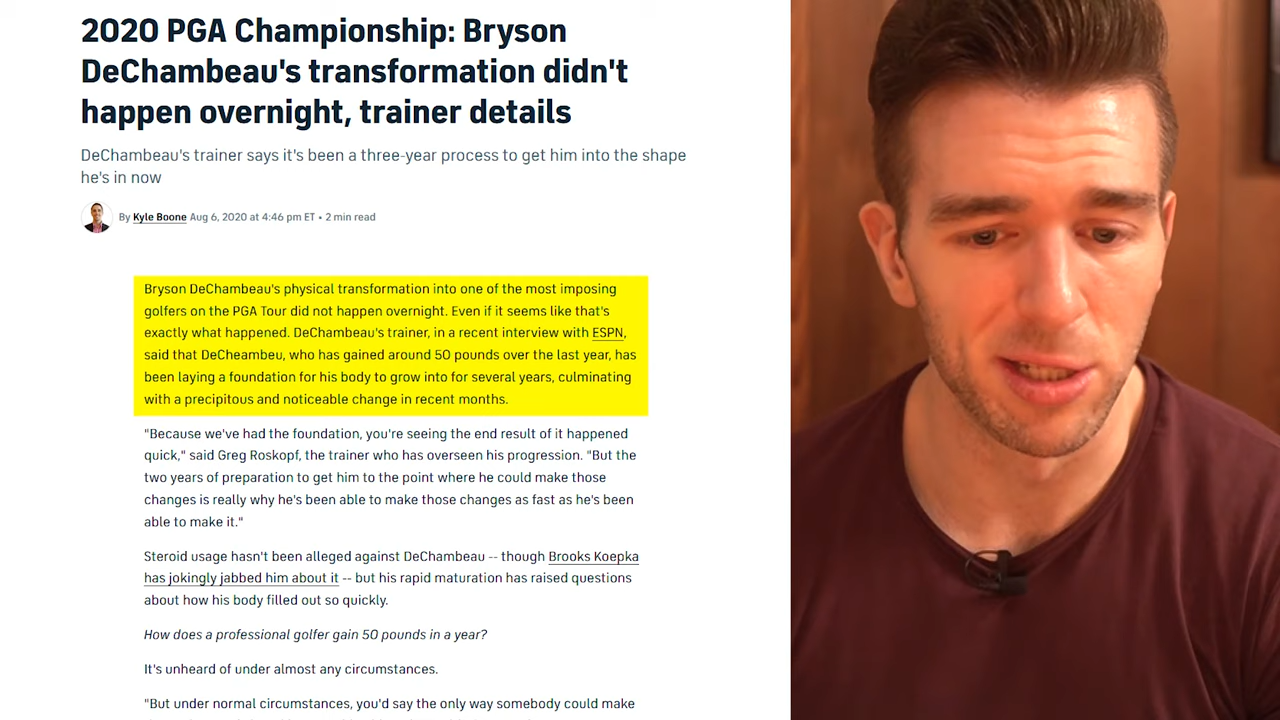 2020 PGA Championship: Bryson
DeChambeau's transformation didn't
happen overnight, trainer details
DeChambeau's trainer says it's been a three-year process to get him into the shape
he's in now
By Kyle Boone Aug 6, 2020 at 4:46 pm ET • 2 min read
Bryson DeChambeau's physical transformation into one of the most imposing
golfers on the PGA Tour did not happen overnight. Even if it seems like that's
exactly what happened. DeChambeau's trainer, in a recent interview with ESPN,
said that DeCheambeu, who has gained around 50 pounds over the last year, has
been laying a foundation for his body to grow into for several years, culminating
with a precipitous and noticeable change in recent months.
"Because we've had the foundation, you're seeing the end result of it happened
quick," said Greg Roskopf, the trainer who has overseen his progression. "But the
two years of preparation to get him to the point where he could make those
changes is really why he's been able to make those changes as fast as he's been
able to make it."
Steroid usage hasn't been alleged against DeChambeau -- though Brooks Koepka
has jokingly jabbed him about it -- but his rapid maturation has raised questions
about how his body filled out so quickly.
How does a professional golfer gain 50 pounds in a year?
It's unheard of under almost any circumstances.
"But under normal circumstances, you'd say the only way somebody could make